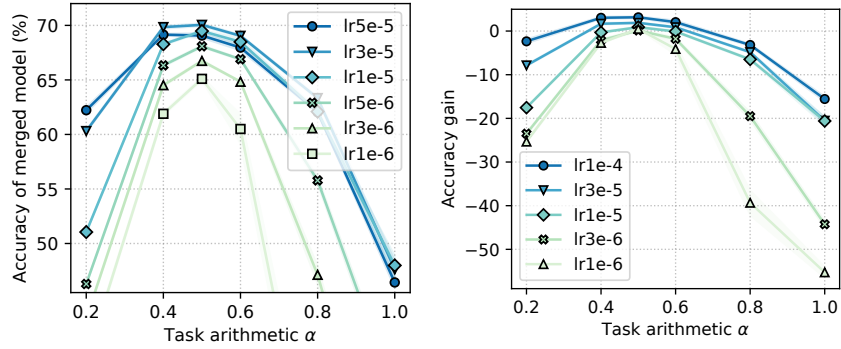 Accuracy of merged model (%)
70
65
60
55
50
0.2 0.4 0.6 0.8 1.0
Task arithmetic α
lr5e-5
lr3e-5
lr1e-5
lr5e-6
lr3e-6
lr1e-6
Accuracy gain
0
−10
−20
−30
−40
−50
0.2 0.4 0.6 0.8 1.0
Task arithmetic α
lr1e-4
lr3e-5
lr1e-5
lr3e-6
lr1e-6